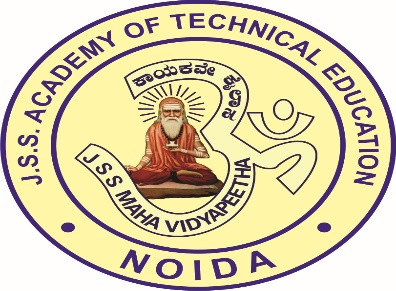 J.S.S. ACADEMY OF TECHNICAL EDUCATION
ಕಾಯಕವೇ ಕೈಲಾಸ
J S S MAHA VIDYAPEETHA
NOIDA